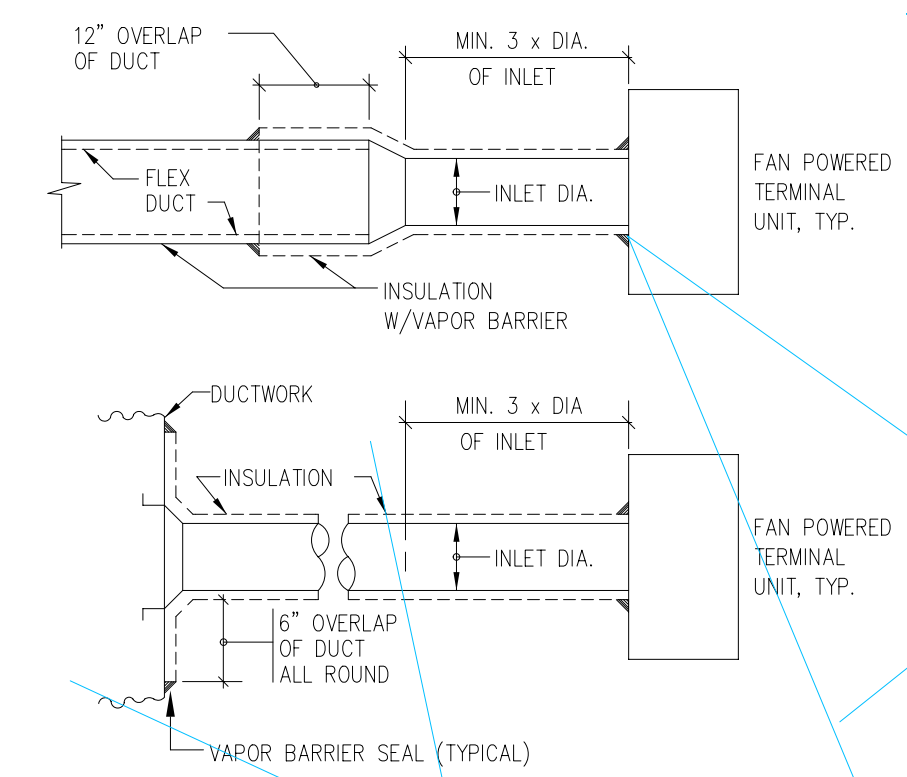 12" OVERLAP
OF DUCT
MIN. 3 x DIA.
OF INLET
FLEX
DUCT
INLET DIA.
FAN POWERED
TERMINAL
UNIT, TYP.
INSULATION
W/VAPOR BARRIER
DUCTWORK
MIN. 3 x DIA
OF INLET
INSULATION
INLET DIA.
FAN POWERED
TERMINAL
UNIT, TYP.
6" OVERLAP
OF DUCT
ALL ROUND
VAPOR BARRIER SEAL (TYPICAL)